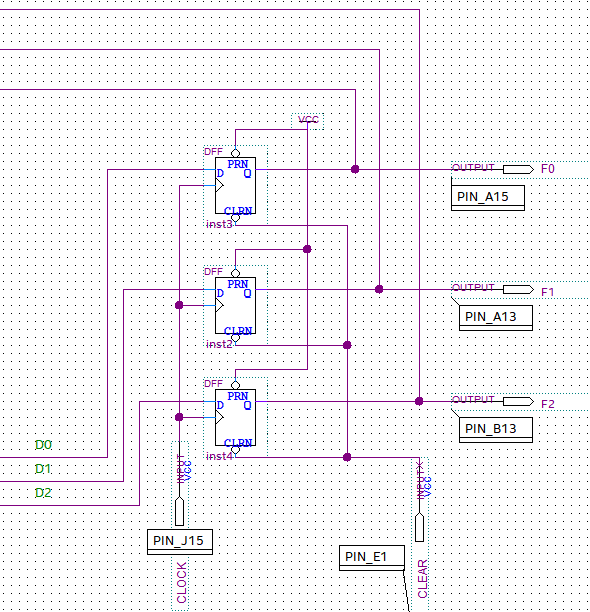 VCC
DFF
PRN
D Q
CLRN
inst3
OUTPUT F0
PIN_A15
DFF
PRN
D Q
CLRN
inst2
OUTPUT F1
PIN_A13
DFF
PRN
D Q
CLRN
inst4
OUTPUT F2
PIN_B13
D0
D1
D2
INPUT
VCC
PIN_J15
CLOCK
VCC
PIN_E1
CLEAR